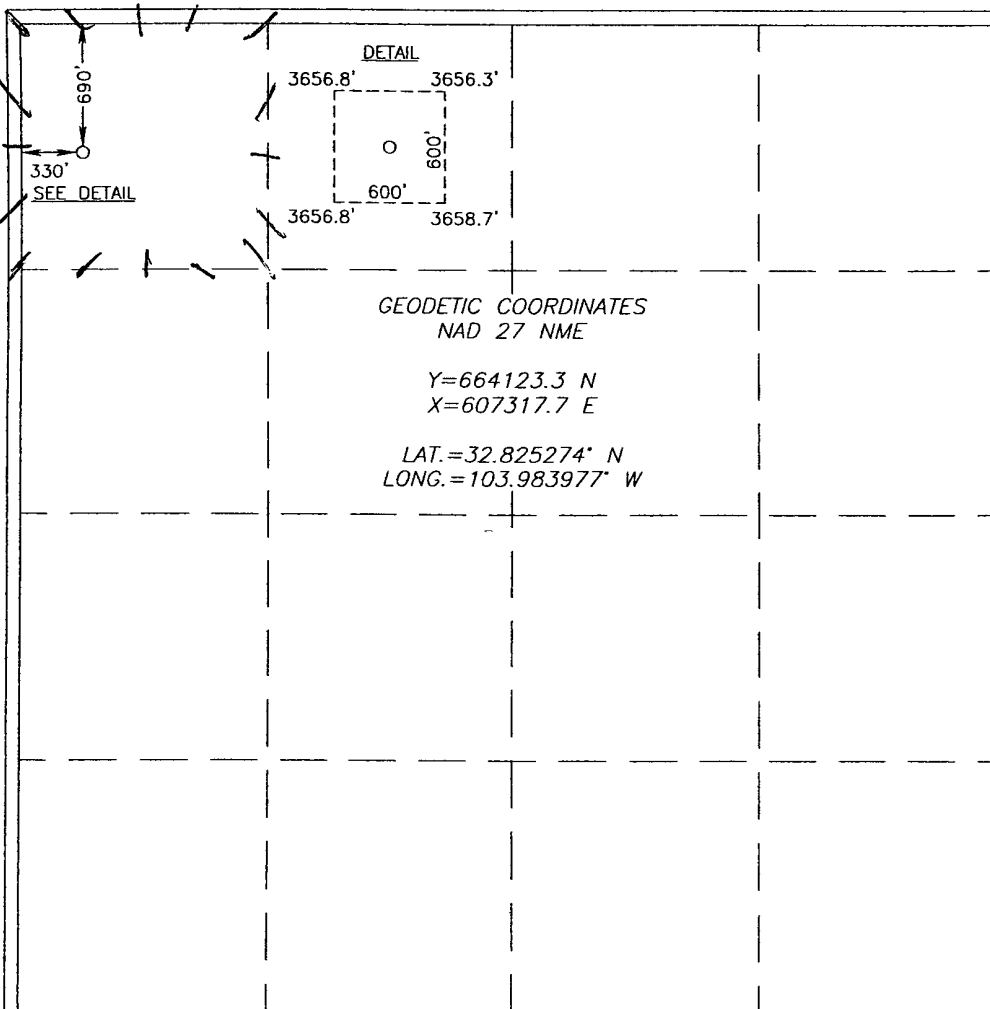 DETAIL
3656.8' 3656.3'
690'
600'
330'
SEE DETAIL
600'
3656.8' 3658.7'
GEODETIC COORDINATES
NAD 27 NME
Y=664123.3 N
X=607317.7 E
LAT.=32.825274° N
LONG.=103.983977° W